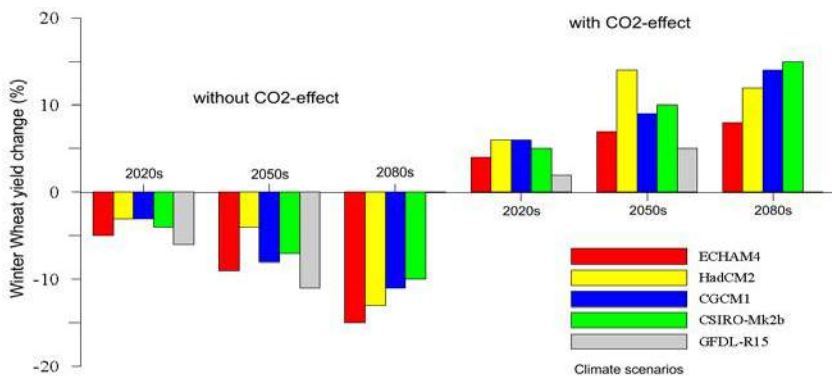 20
with CO2-effect
10
without CO2-effect
2020s 2050s 2080s
0
2020s 2050s 2080s
-10
-20
Winter Wheat yield change (%)
ECHAM4
HadCM2
CGCM1
CSIRO-Mk2b
GFDL-R15
Climate scenarios